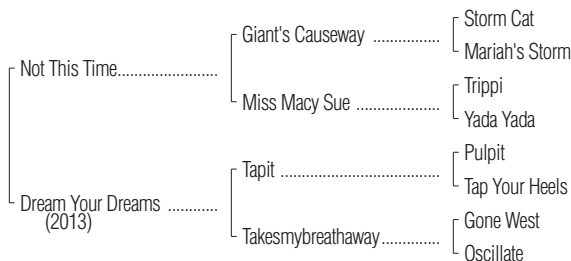 Storm Cat
Giant's Causeway ................
Mariah's Storm
Not This Time........................
Trippi
Miss Macy Sue ....................
Yada Yada
Pulpit
Tapit ......................................
Tap Your Heels
Dream Your Dreams ............
(2013)
Gone West
Takesmybreathaway..............
Oscillate